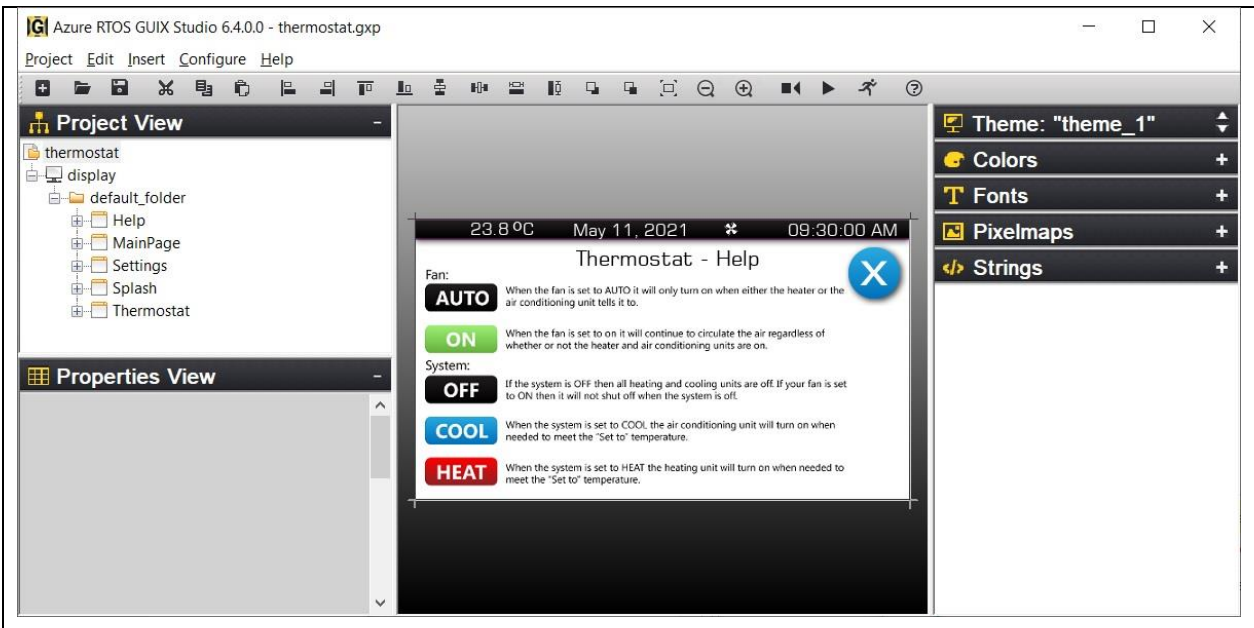 Azure RTOS GUIX Studio 6.4.0.0 - thermostat.gxp
Project Edit Insert Configure Help
Project View
thermostat
display
default_folder
Help
MainPage
Settings
Splash
Thermostat
Properties View
23.8ºC May 11, 2021 09:30:00 AM
Thermostat - Help
X
Fan:
AUTO
When the fan is set to AUTO it will only turn on when either the heater or the
air conditioning unit tells it to.
ON
When the fan is set to on it will continue to circulate the air regardless of
whether or not the heater and air conditioning units are on.
System:
OFF
If the system is OFF then all heating and cooling units are off. If your fan is set
to ON then it will not shut off when the system is off.
COOL
When the system is set to COOL the air conditioning unit will turn on when
needed to meet the "Set to" temperature.
HEAT
When the system is set to HEAT the heating unit will turn on when needed to
meet the "Set to" temperature.
Theme: "theme_1"
Colors
Fonts
Pixelmaps
Strings